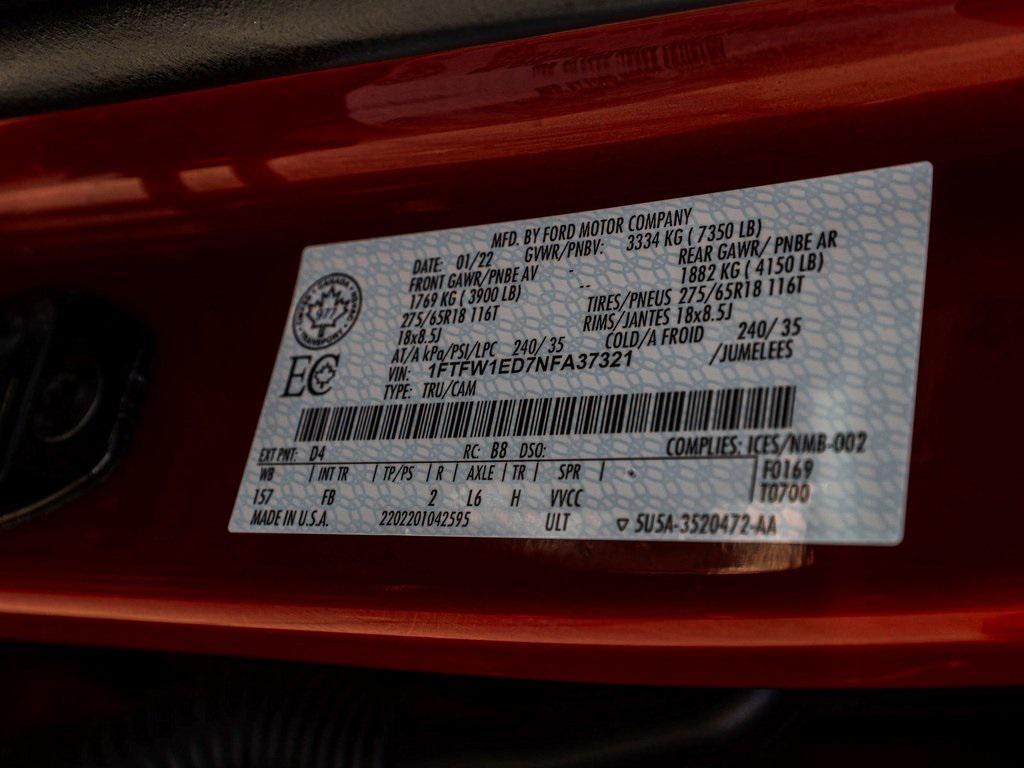 MFD. BY FORD MOTOR COMPANY
DATE: 01/22 GVWR/PNBV: 3334 KG ( 7350 LB)
FRONT GAWR/PNBE AV - REAR GAWR/ PNBE AR
1769 KG ( 3900 LB) -- 1882 KG ( 4150 LB)
275/65R18 116T TIRES/PNEUS 275/65R18 116T
18x8.5J RIMS/JANTES 18x8.5J
AT/A kPa/PSI/LPC 240/ 35 COLD/A FROID 240/ 35
VIN: 1FTFW1ED7NFA37321 /JUMELEES
TYPE: TRU/CAM
EC
EXT PNT: D4 RC: B8 DSO: COMPLIES: ICES/NMB-002
WB | INT TR | TP/PS | R | AXLE | TR | SPR | F0169
157 FB 2 L6 H VVCC T0700
MADE IN U.S.A. 2202201042595 ULT ▽ 5U5A-3520472-AA